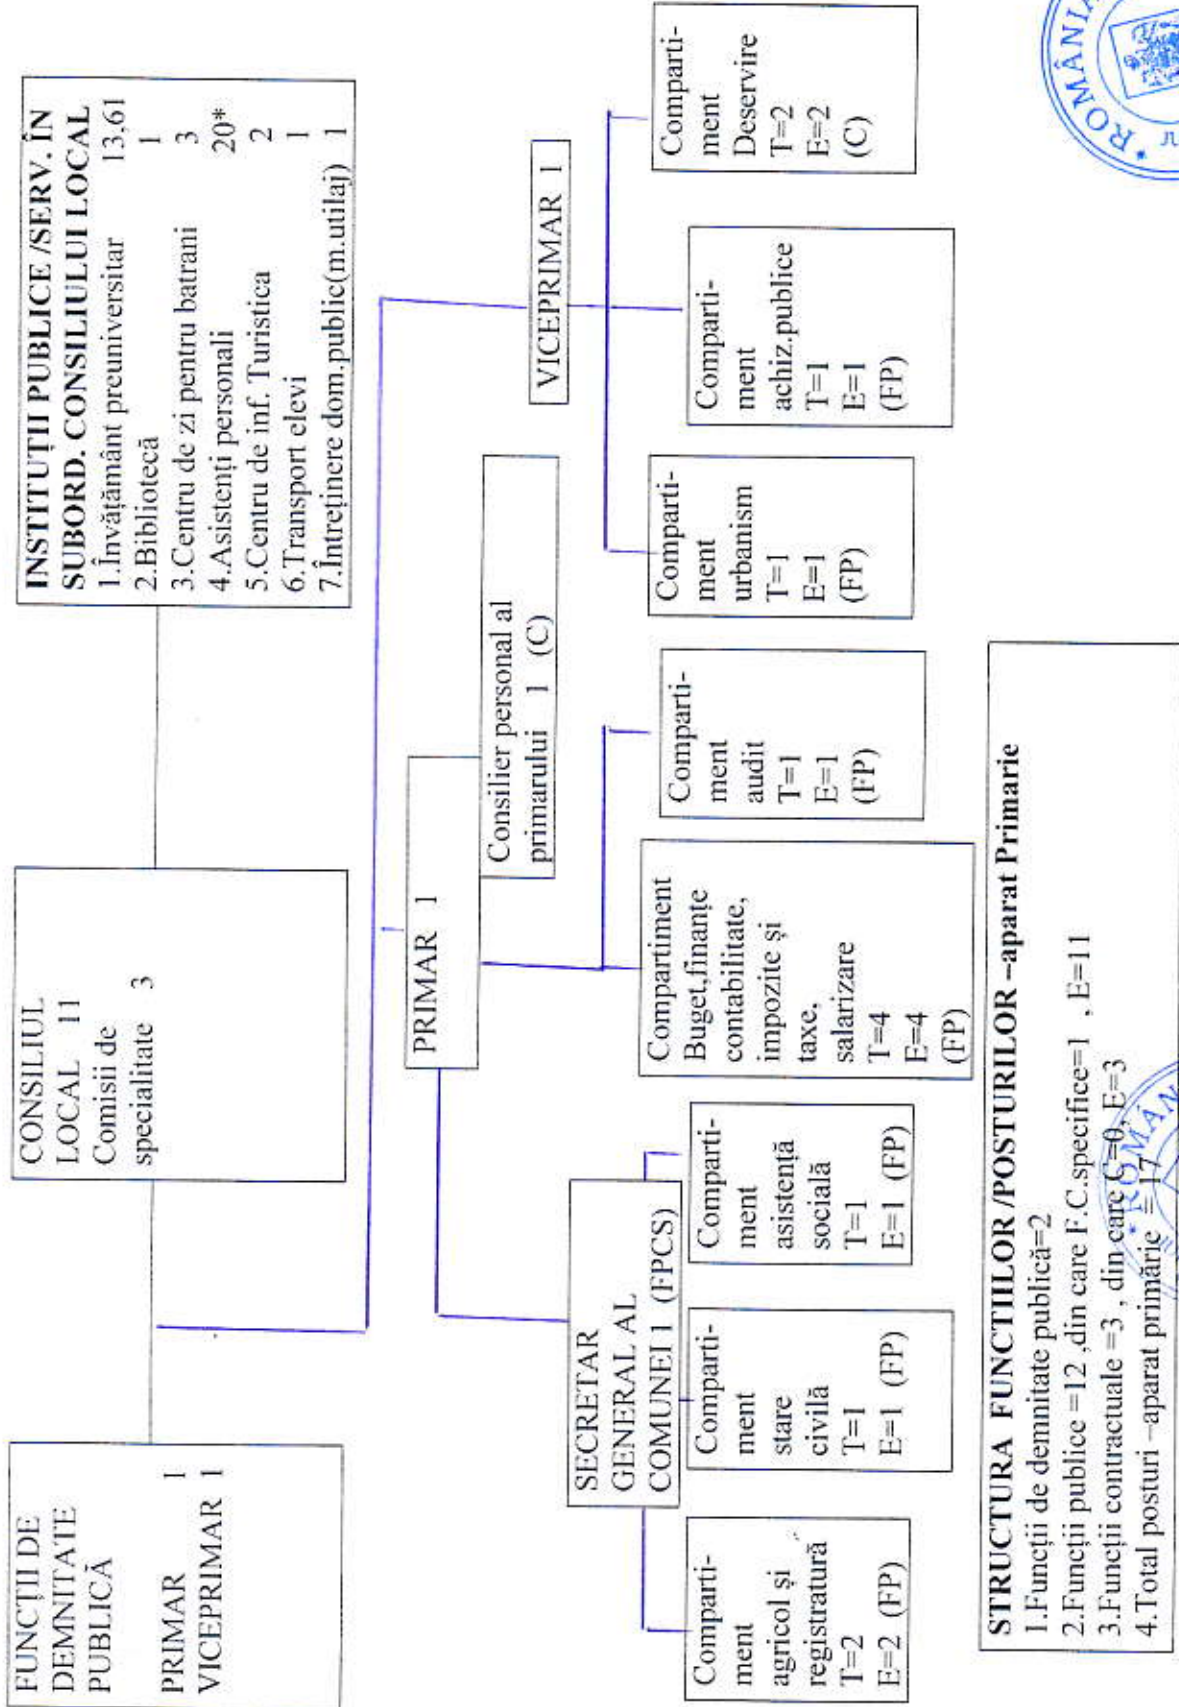 FUNCȚII DE
DEMNITATE
PUBLICĂ
PRIMAR 1
VICEPRIMAR 1
CONSILIUL
LOCAL 11
Comisii de
specialitate 3
INSTITUȚII PUBLICE /SERV. ÎN
SUBORD. CONSILIULUI LOCAL
1.Învățământ preuniversitar 13,61
2.Bibliotecă 1
3.Centru de zi pentru batrani 3
4.Asistenți personali 20*
5.Centru de inf. Turistica 2
6.Transport elevi 1
7.Întreținere dom.public(m.utilaj) 1
PRIMAR 1
Consilier personal al
primarului 1 (C)
VICEPRIMAR 1
SECRETAR
GENERAL AL
COMUNEI 1 (FPCS)
Comparti-
ment
agricol și
registratură
T=2
E=2 (FP)
Comparti-
ment
stare
civilă
T=1
E=1 (FP)
Comparti-
ment
asistență
socială
T=1
E=1 (FP)
Compartiment
Buget,finanțe
contabilitate,
impozite și
taxe,
salarizare
T=4
E=4
(FP)
Comparti-
ment
audit
T=1
E=1
(FP)
Comparti-
ment
urbanism
T=1
E=1
(FP)
Comparti-
ment
achiz.publice
T=1
E=1
(FP)
Comparti-
ment
Deservire
T=2
E=2
(C)
STRUCTURA FUNCTIILOR /POSTURILOR –aparat Primarie
1.Funcții de demnitate publică=2
2.Funcții publice =12 ,din care F.C.specifice=1 , E=11
3.Funcții contractuale =3 , din care C=0, E=3
4.Total posturi –aparat primărie = 17
* ROMÂNIA
* ROMÂN